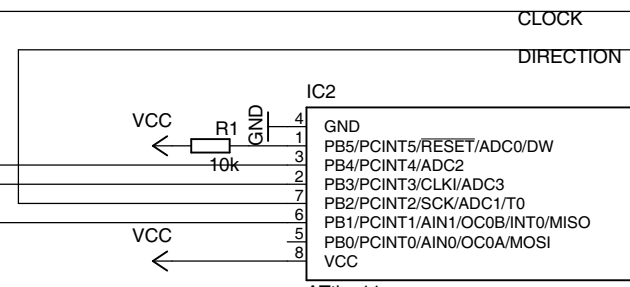 CLOCK
DIRECTION
IC2
VCC
R1
10k
GND
4 GND
1 PB5/PCINT5/RESET/ADC0/DW
3 PB4/PCINT4/ADC2
2 PB3/PCINT3/CLKI/ADC3
7 PB2/PCINT2/SCK/ADC1/T0
6 PB1/PCINT1/AIN1/OC0B/INT0/MISO
5 PB0/PCINT0/AIN0/OC0A/MOSI
8 VCC
VCC